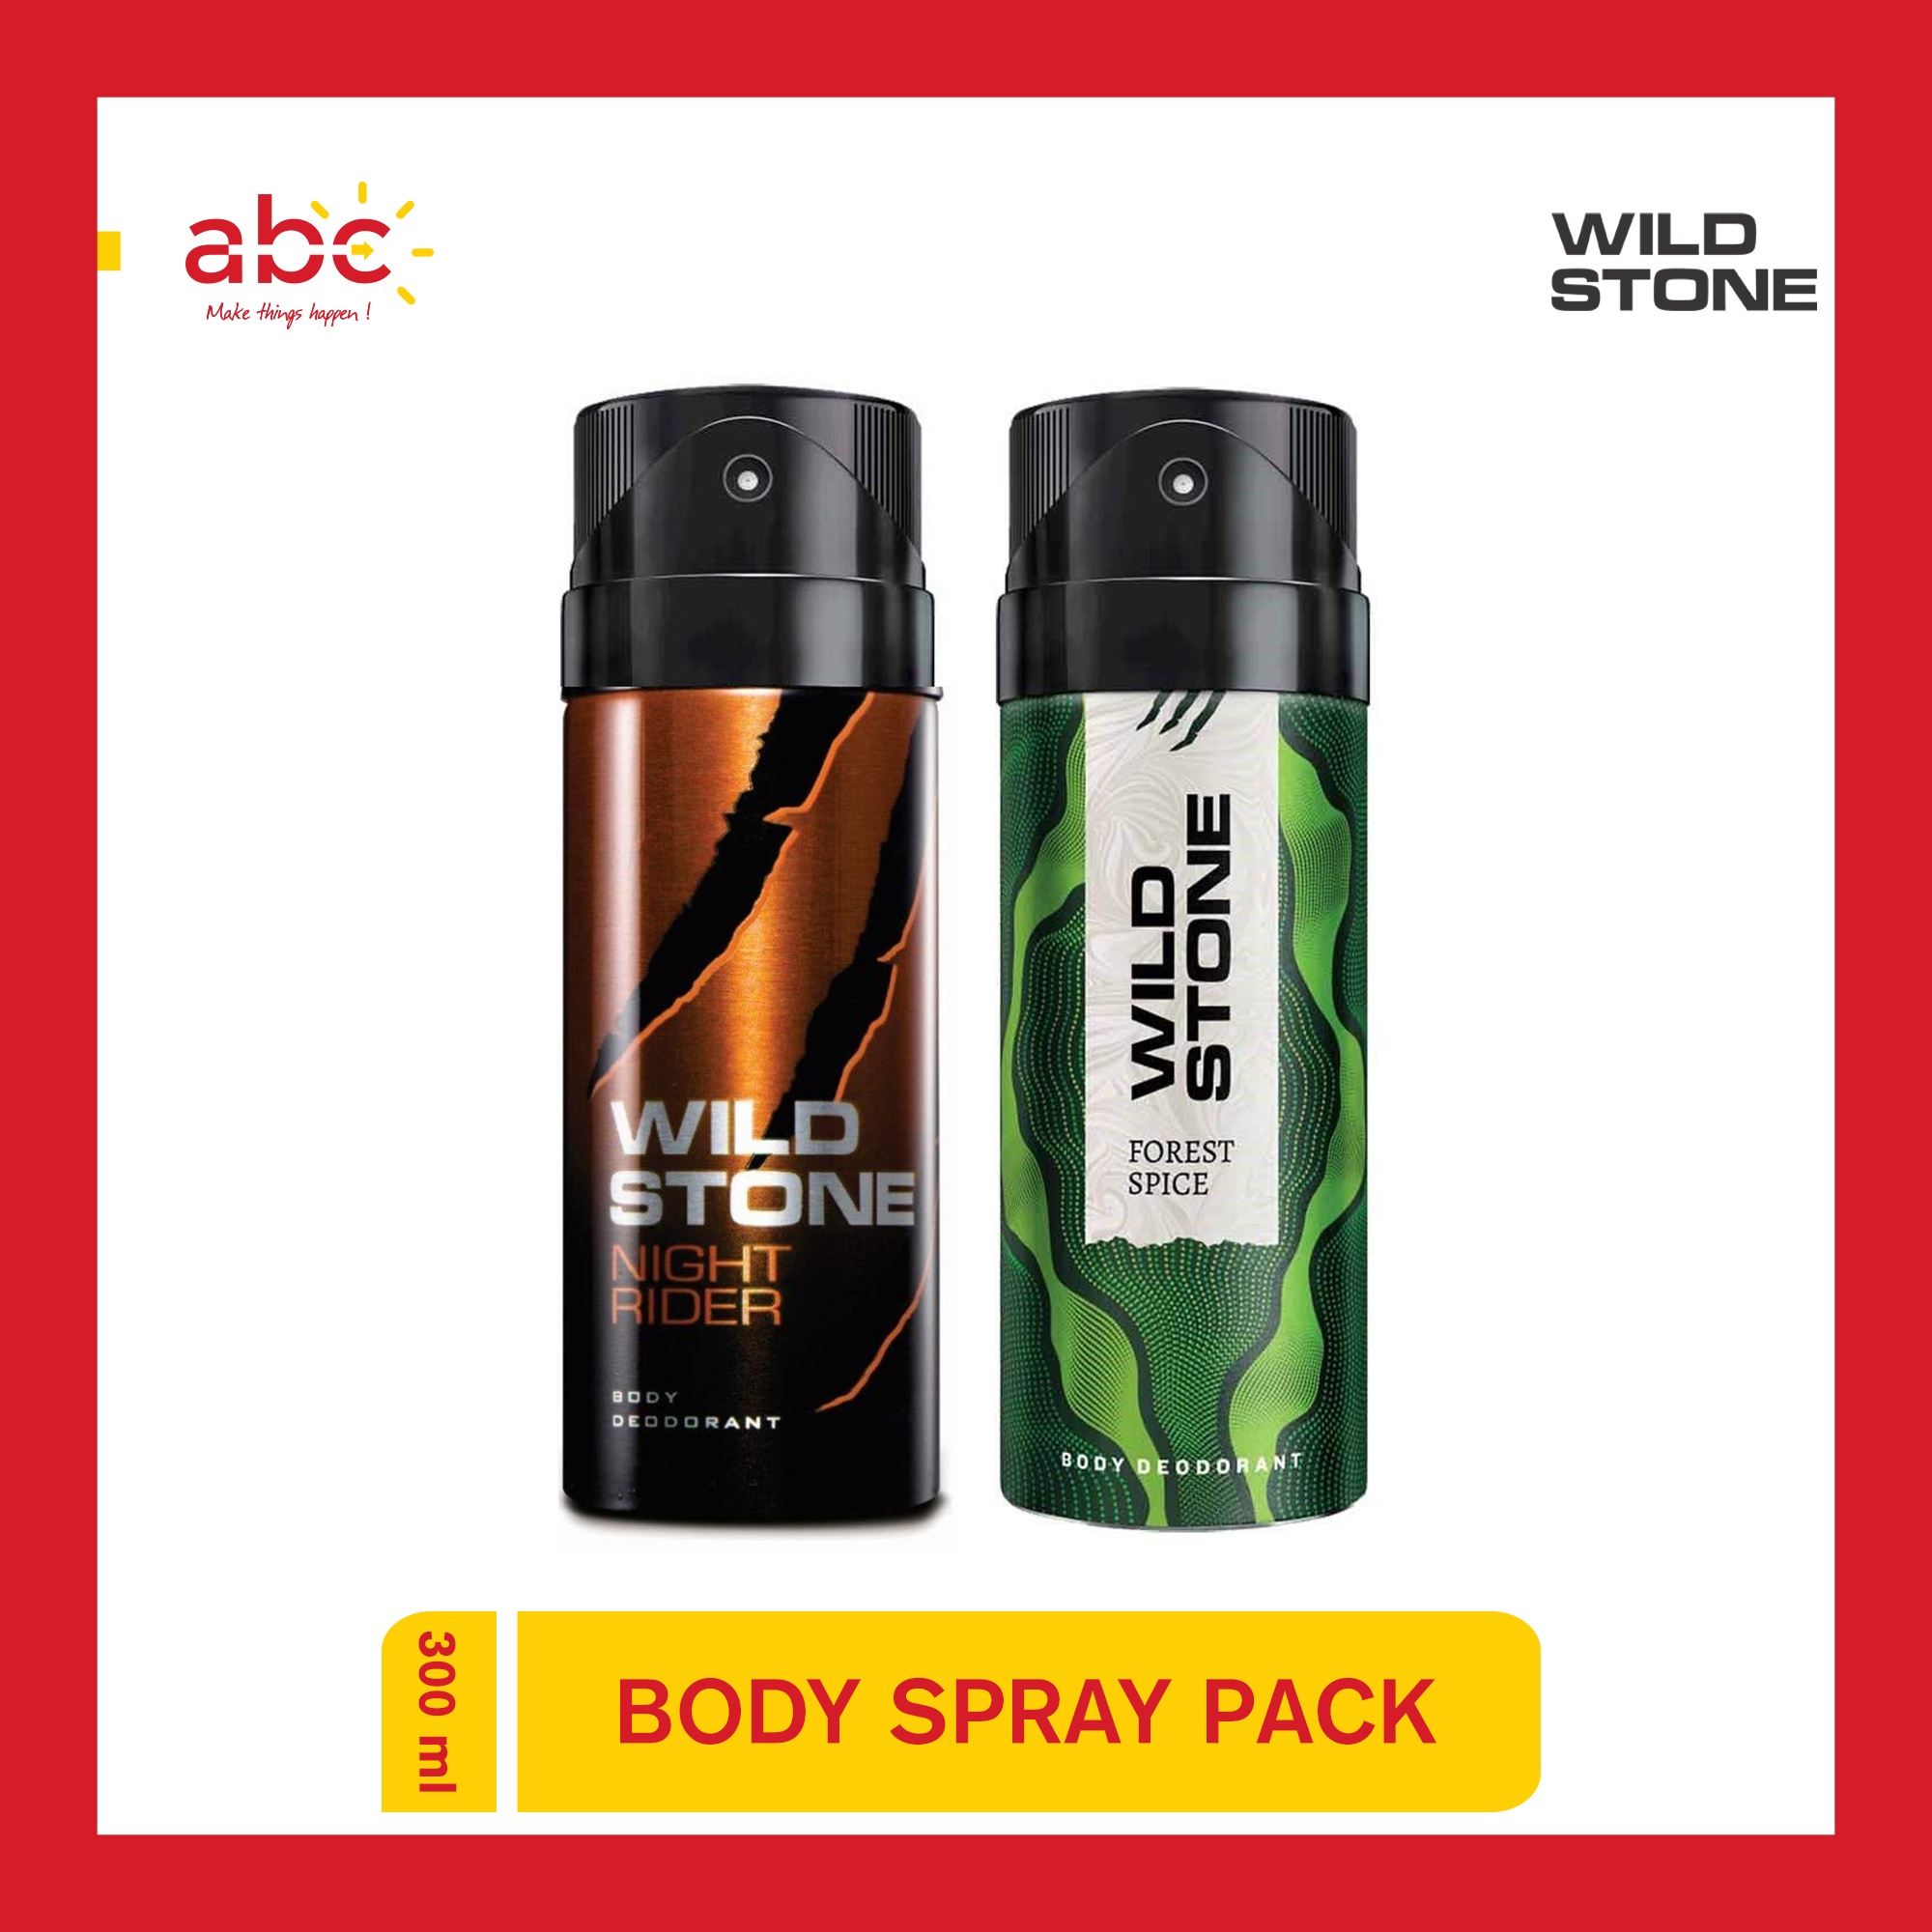 abc
Make things happen !
WILD
STONE
WILD
STONE
NIGHT
RIDER
BODY
DEODORANT
WILD
STONE
FOREST
SPICE
BODY DEODORANT
300 ml
BODY SPRAY PACK